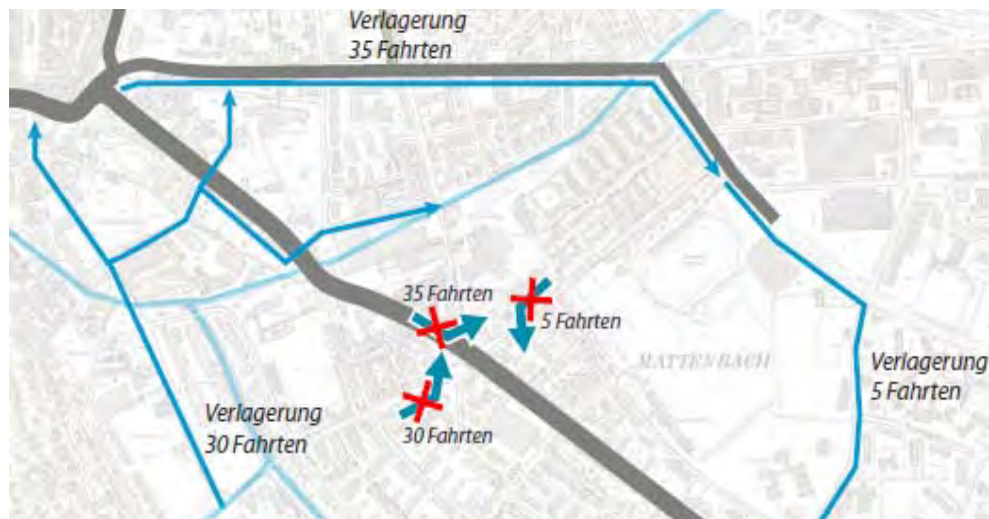 Verlagerung
35 Fahrten
35 Fahrten
5 Fahrten
MATTENBACH
Verlagerung
5 Fahrten
Verlagerung
30 Fahrten
30 Fahrten